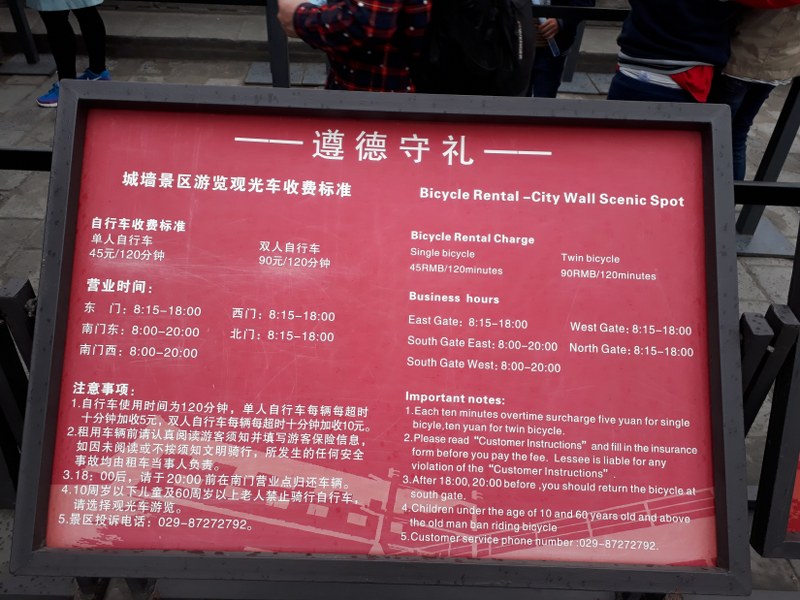 —— 遵德守礼 ——
城墙景区游览观光车收费标准
自行车收费标准
单人自行车 双人自行车
45元/120分钟 90元/120分钟
营业时间：
东 门：8:15-18:00 西门：8:15-18:00
南门东：8:00-20:00 北门：8:15-18:00
南门西：8:00-20:00
注意事项：
1.自行车使用时间为120分钟，单人自行车每辆每超时
十分钟加收5元，双人自行车每辆每超时十分钟加收10元。
2.租用车辆前请认真阅读游客须知并填写游客保险信息，
如因未阅读或不按须知文明骑行，所发生的任何安全
事故均由租车当事人负责。
3.18：00后，请于20:00前在南门营业点归还车辆。
4.10周岁以下儿童及60周岁以上老人禁止骑行自行车，
请选择观光车游览。
5.景区投诉电话：029-87272792。
Bicycle Rental –City Wall Scenic Spot
Bicycle Rental Charge
Single bicycle Twin bicycle
45RMB/120minutes 90RMB/120minutes
Business hours
East Gate：8:15-18:00 West Gate：8:15-18:00
South Gate East：8:00-20:00 North Gate：8:15-18:00
South Gate West：8:00-20:00
Important notes:
1.Each ten minutes overtime surcharge five yuan for single
bicyle,ten yuan for twin bicycle.
2.Please read “Customer Instructions” and fill in the insurance
form before you pay the fee. Lessee is liable for any
violation of the “Customer Instructions” .
3.After 18:00, 20:00 before ,you should return the bicycle at
south gate.
4.Children under the age of 10 and 60 years old and above
the old man ban riding bicycle
5.Customer service phone number :029-87272792.